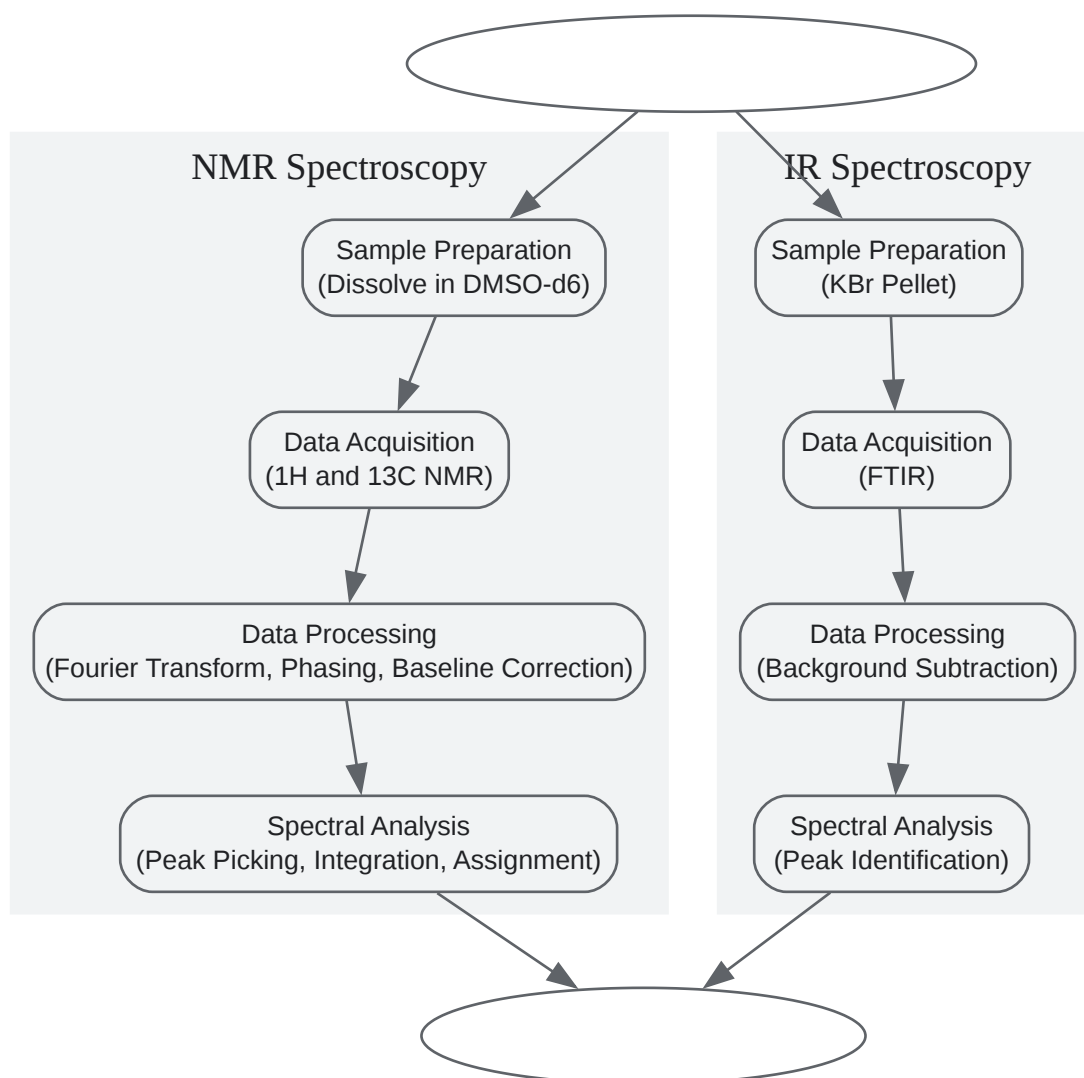 NMR Spectroscopy
Sample Preparation
(Dissolve in DMSO-d6)
Data Acquisition
(1H and 13C NMR)
Data Processing
(Fourier Transform, Phasing, Baseline Correction)
Spectral Analysis
(Peak Picking, Integration, Assignment)
IR Spectroscopy
Sample Preparation
(KBr Pellet)
Data Acquisition
(FTIR)
Data Processing
(Background Subtraction)
Spectral Analysis
(Peak Identification)